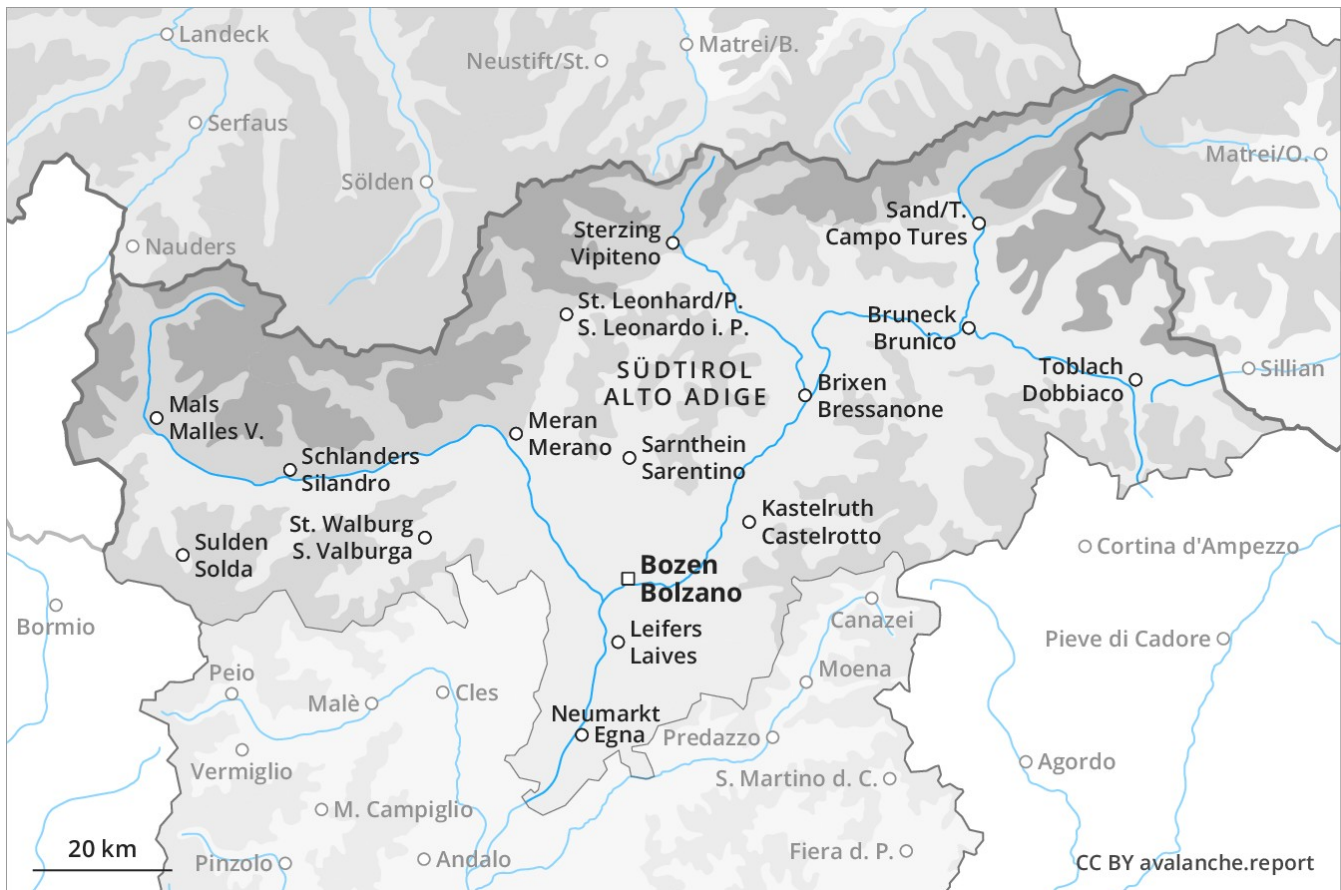 Landeck
Neustift/St.
Matrei/B.
Serfaus
Sölden
Matrei/O.
Nauders
Sterzing
Vipiteno
Sand/T.
Campo Tures
St. Leonhard/P.
S. Leonardo i. P.
Bruneck
Brunico
SÜDTIROL
ALTO ADIGE
Toblach
Dobbiaco
Sillian
Brixen
Bressanone
Mals
Malles V.
Meran
Merano
Sarnthein
Sarentino
Schlanders
Silandro
St. Walburg
S. Valburga
Kastelruth
Castelrotto
Sulden
Solda
Cortina d'Ampezzo
Bozen
Bolzano
Bormio
Canazei
Leifers
Laives
Pieve di Cadore
Peio
Moena
Malè
Cles
Neumarkt
Egna
Predazzo
Vermiglio
S. Martino d. C.
Agordo
M. Campiglio
20 km
Pinzolo
Andalo
Fiera d. P.
CC BY avalanche.report